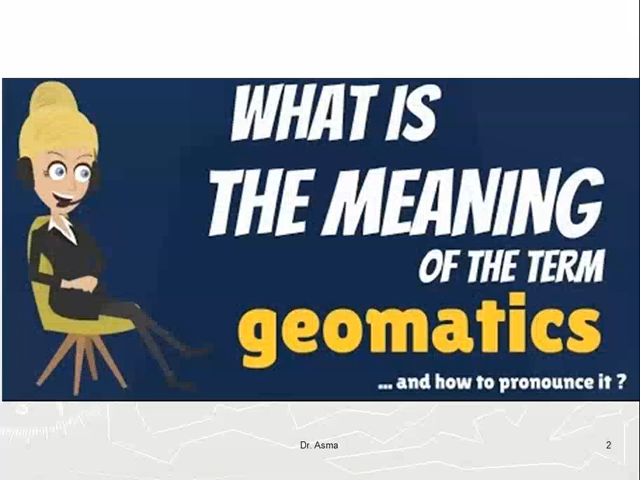 WHAT IS
THE MEANING
OF THE TERM
geomatics
... and how to pronounce it ?
Dr. Asma
2